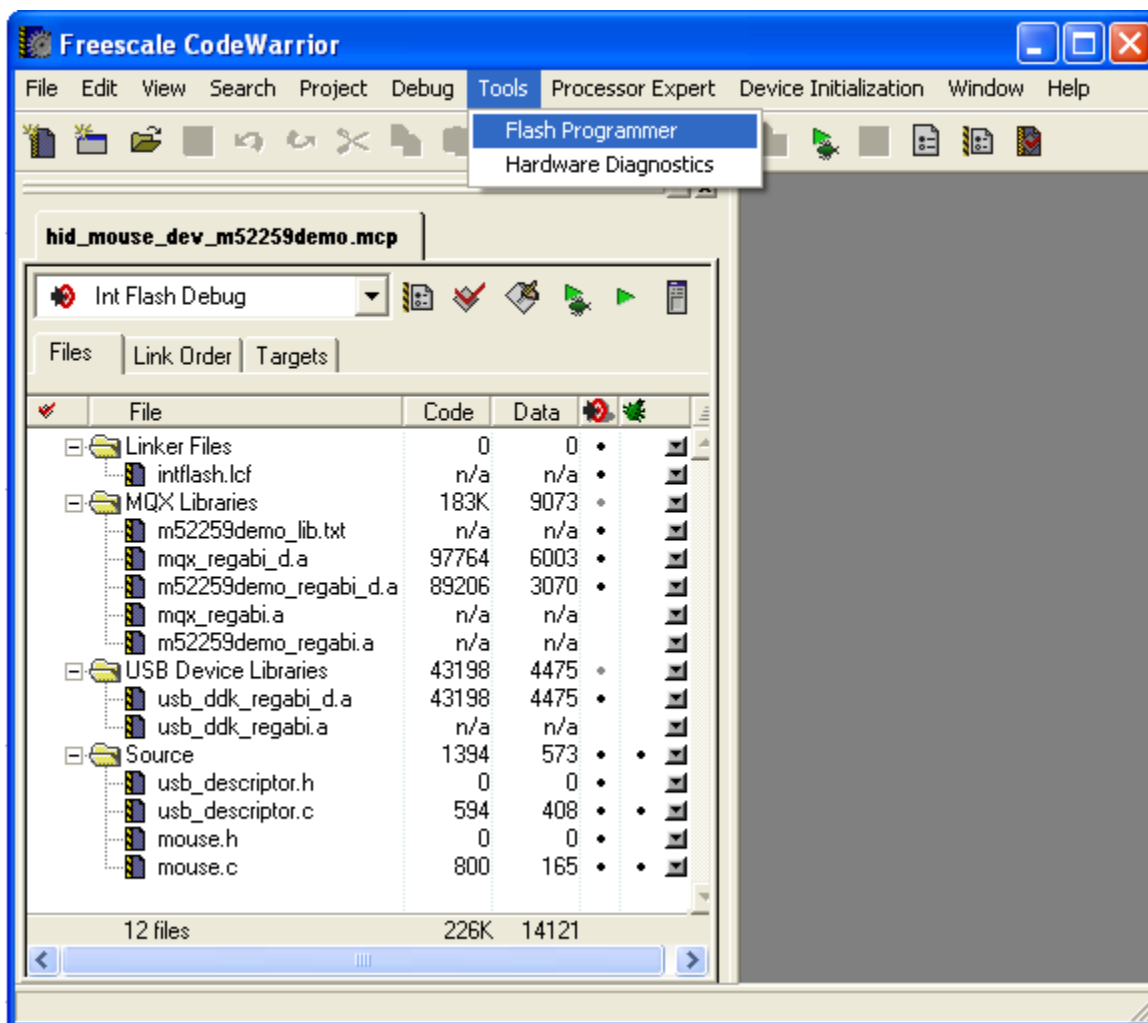 Freescale CodeWarrior
File Edit View Search Project Debug Tools Processor Expert Device Initialization Window Help
Flash Programmer
Hardware Diagnostics
hid_mouse_dev_m52259demo.mcp
Int Flash Debug
Files Link Order Targets
File Code Data
Linker Files 0 0
intflash.lcf n/a n/a
MQX Libraries 183K 9073
m52259demo_lib.txt n/a n/a
mqx_regabi_d.a 97764 6003
m52259demo_regabi_d.a 89206 3070
mqx_regabi.a n/a n/a
m52259demo_regabi.a n/a n/a
USB Device Libraries 43198 4475
usb_ddk_regabi_d.a 43198 4475
usb_ddk_regabi.a n/a n/a
Source 1394 573
usb_descriptor.h 0 0
usb_descriptor.c 594 408
mouse.h 0 0
mouse.c 800 165
12 files 226K 14121